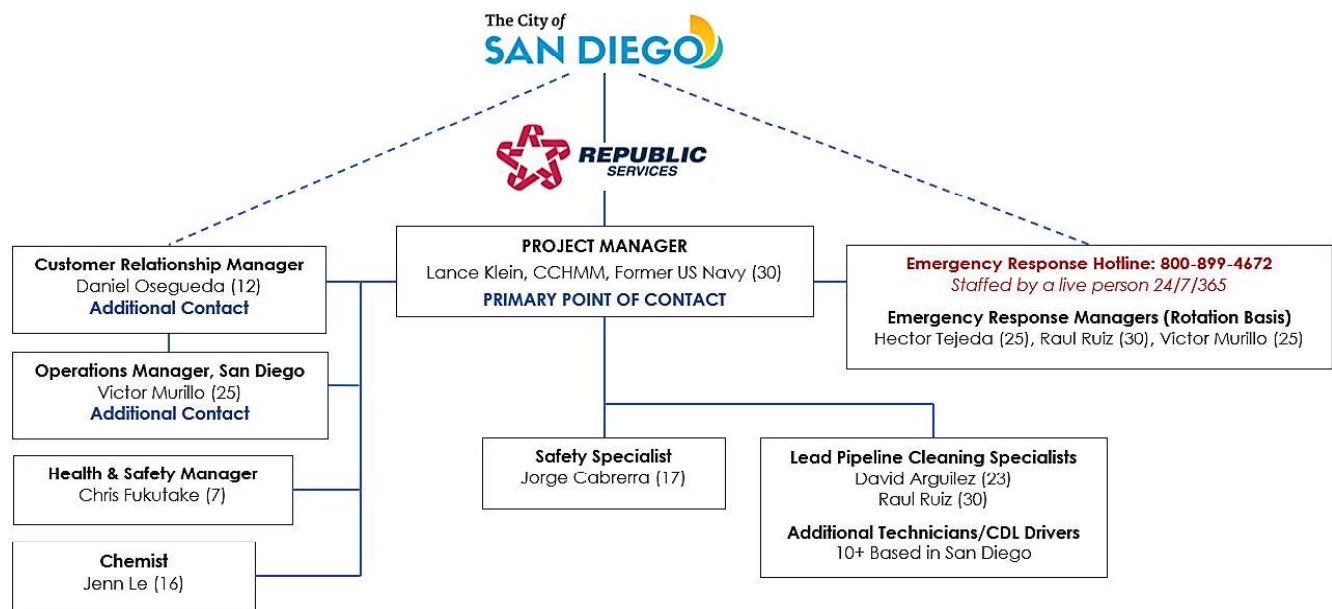 The City of
SAN DIEGO
REPUBLIC
SERVICES
PROJECT MANAGER
Lance Klein, CCHMM, Former US Navy (30)
PRIMARY POINT OF CONTACT
Customer Relationship Manager
Daniel Osegueda (12)
Additional Contact
Emergency Response Hotline: 800-899-4672
Staffed by a live person 24/7/365
Emergency Response Managers (Rotation Basis)
Hector Tejeda (25), Raul Ruiz (30), Victor Murillo (25)
Operations Manager, San Diego
Victor Murillo (25)
Additional Contact
Health & Safety Manager
Chris Fukutake (7)
Chemist
Jenn Le (16)
Safety Specialist
Jorge Cabrerra (17)
Lead Pipeline Cleaning Specialists
David Arguilez (23)
Raul Ruiz (30)
Additional Technicians/CDL Drivers
10+ Based in San Diego